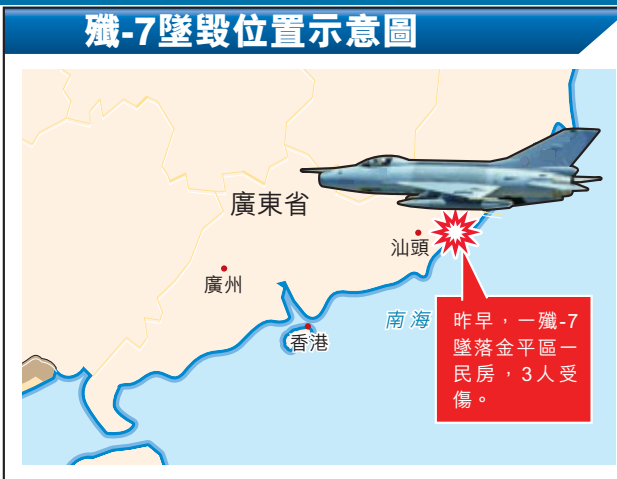 殲-7墜毀位置示意圖
廣東省
汕頭
廣州
南海
香港
昨早，一殲-7
墜落金平區一
民房，3人受
傷。